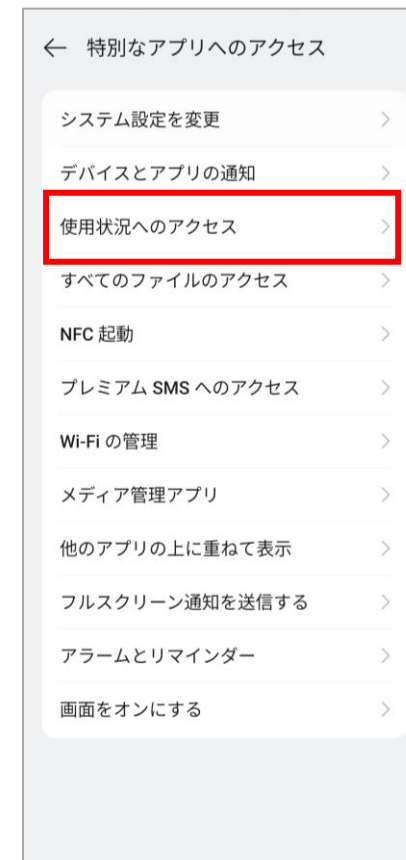 特別なアプリへのアクセス
システム設定を変更
デバイスとアプリの通知
使用状況へのアクセス
すべてのファイルのアクセス
NFC 起動
プレミアム SMS へのアクセス
Wi-Fi の管理
メディア管理アプリ
他のアプリの上に重ねて表示
フルスクリーン通知を送信する
アラームとリマインダー
画面をオンにする